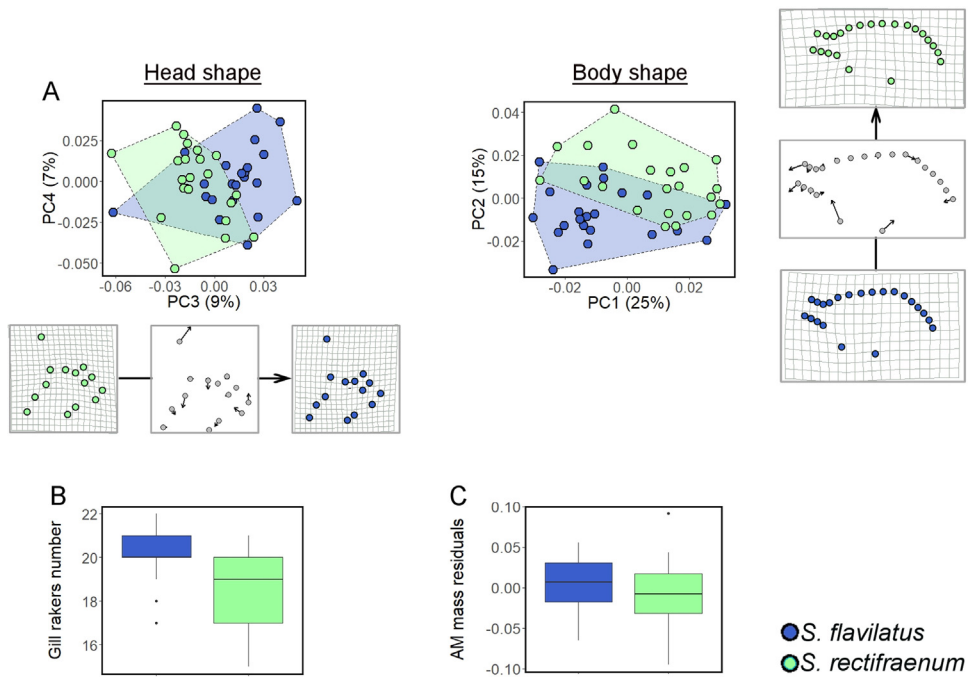 Head shape
Body shape
A
0.025
0.000
-0.025
-0.050
PC4 (7%)
-0.06
-0.03
0.00
0.03
PC3 (9%)
0.04
0.02
0.00
-0.02
PC2 (15%)
-0.02
0.00
0.02
PC1 (25%)
B
22
20
18
16
Gill rakers number
C
0.10
0.05
0.00
-0.05
-0.10
AM mass residuals
S. flavilatus
S. rectifraenum